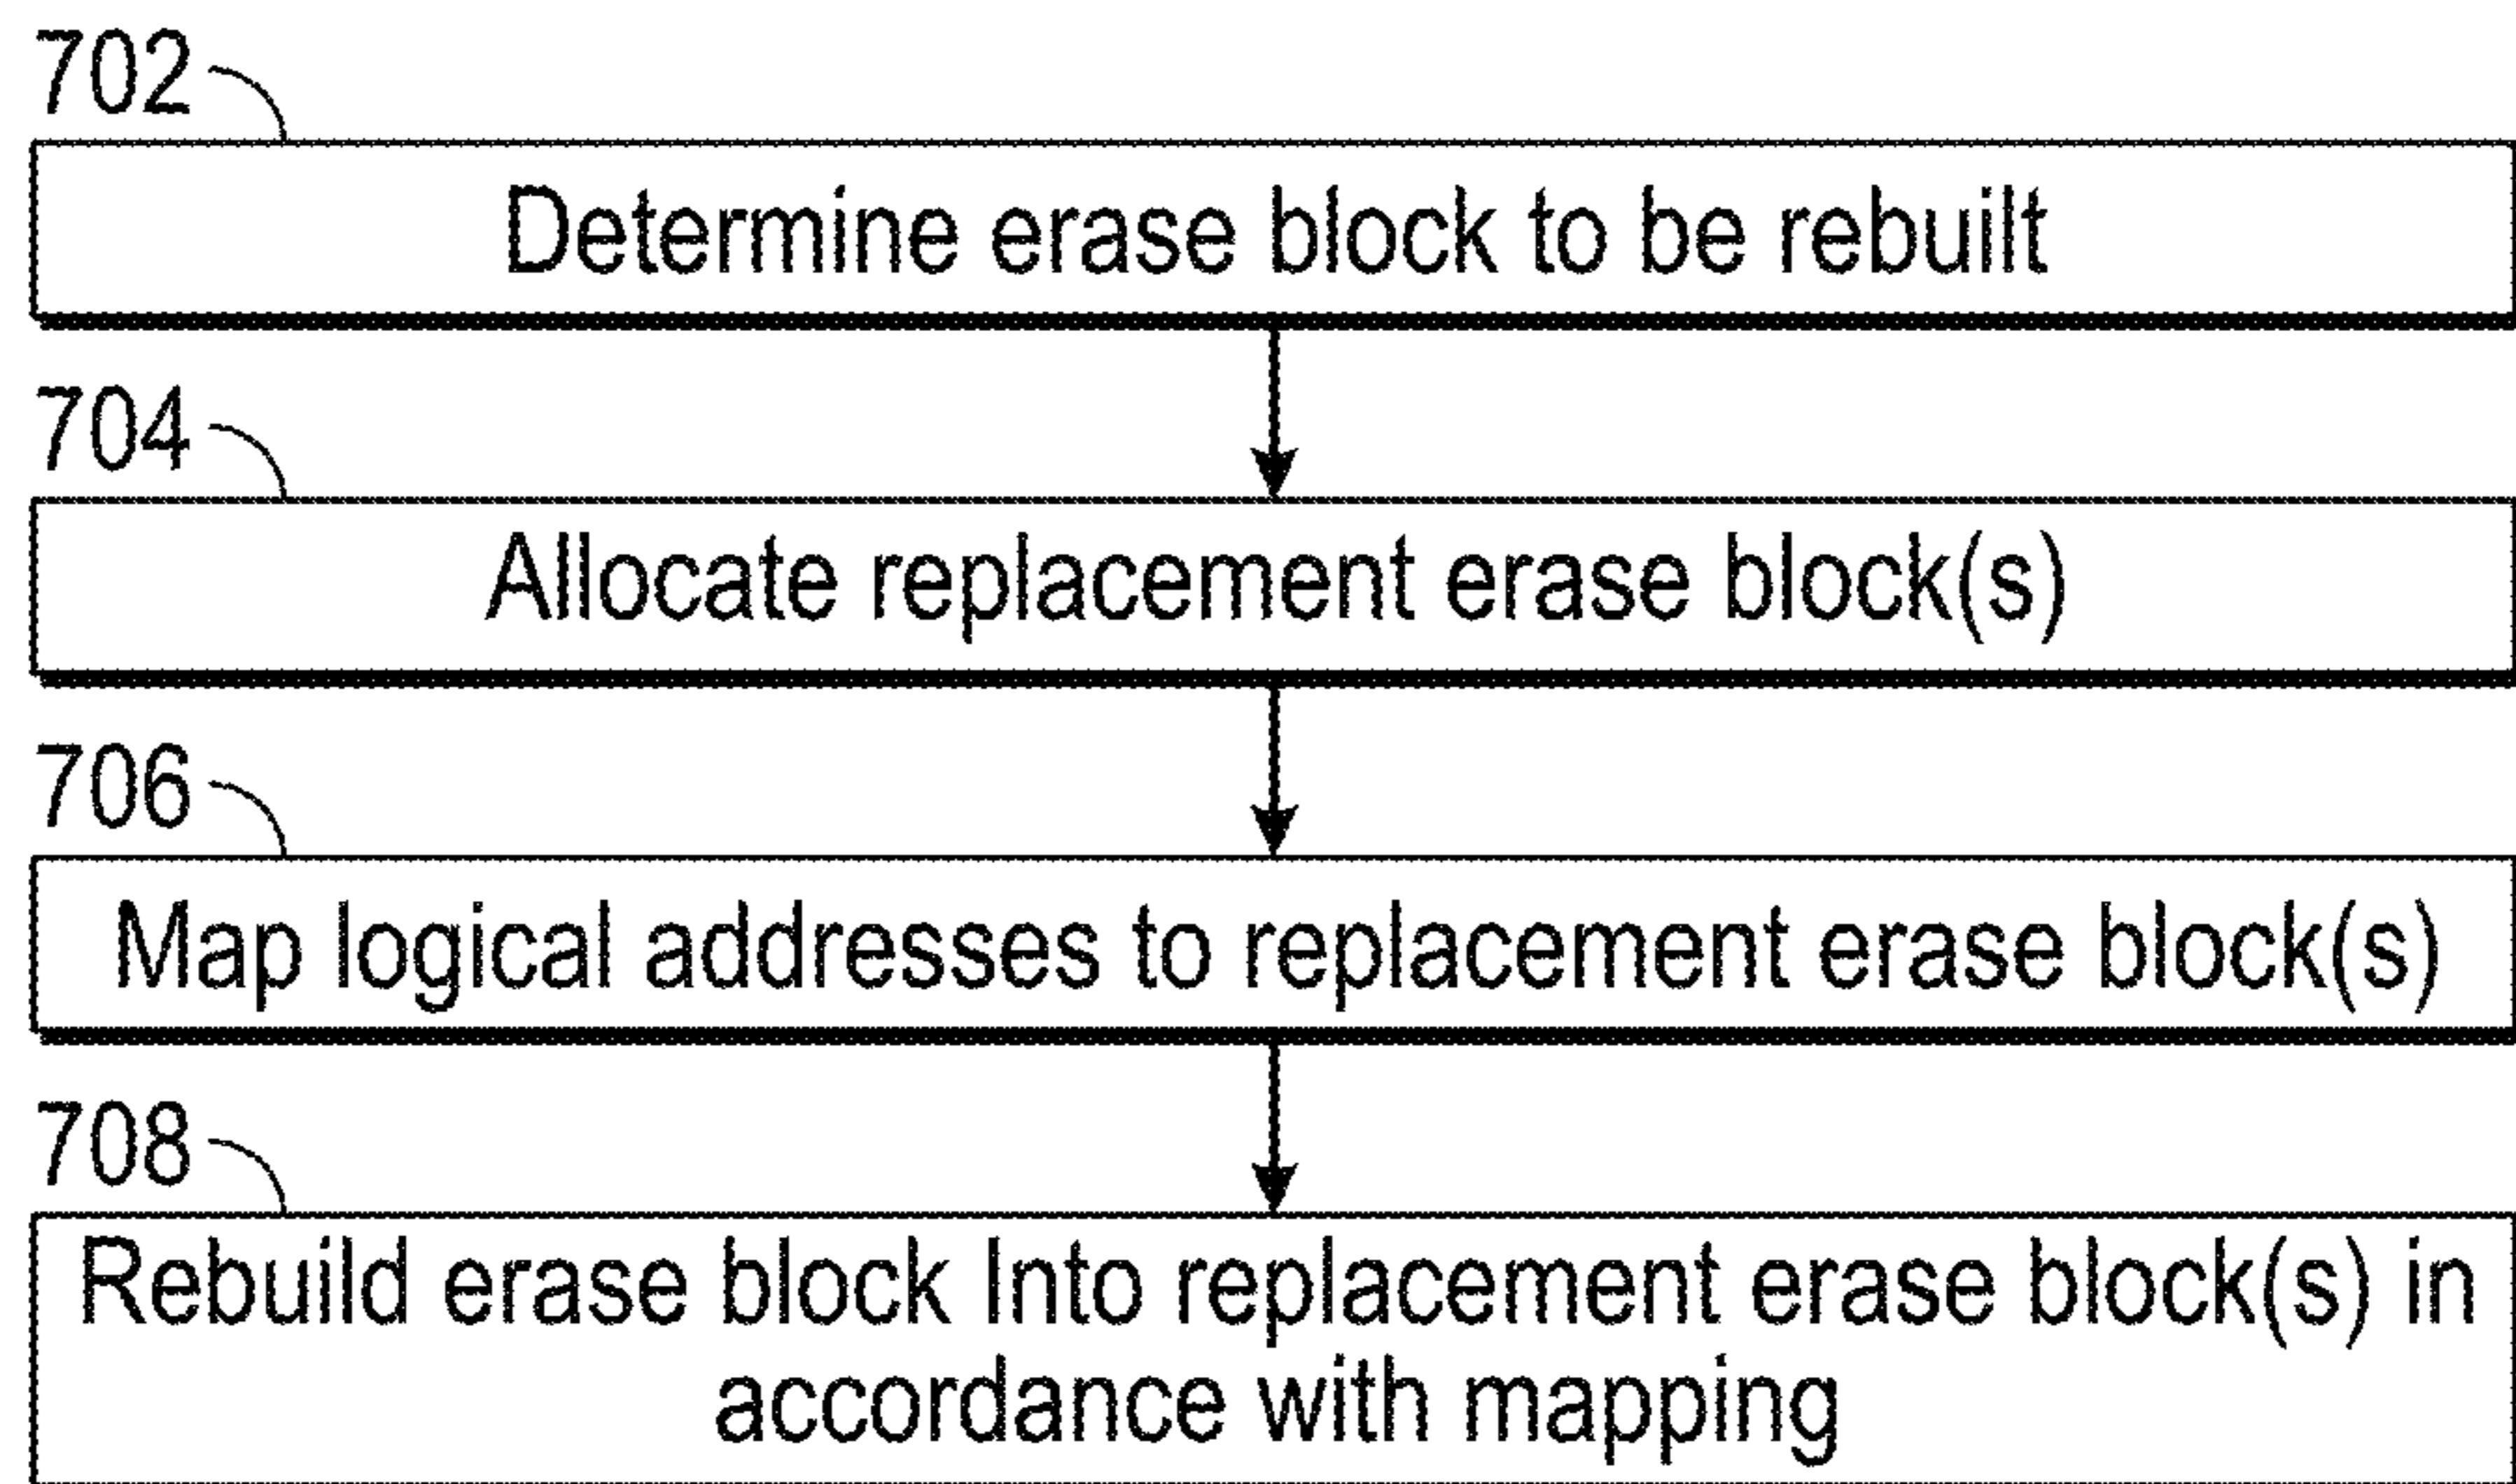 702
Determine erase block to be rebuilt
704
Allocate replacement erase block(s)
706
Map logical addresses to replacement erase block(s)
708
Rebuild erase block Into replacement erase block(s) in
accordance with mapping